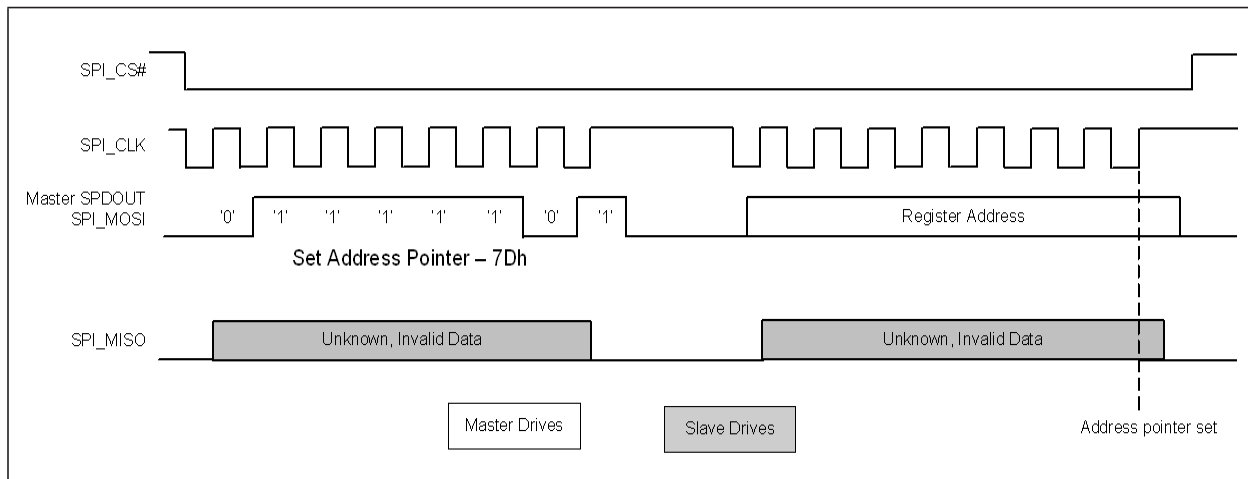 SPI_CS#
SPI_CLK
Master SPDOUT
SPI_MOSI
'0' '1' '1' '1' '1' '1' '0' '1'
Register Address
Set Address Pointer – 7Dh
SPI_MISO
Unknown, Invalid Data
Unknown, Invalid Data
Master Drives
Slave Drives
Address pointer set